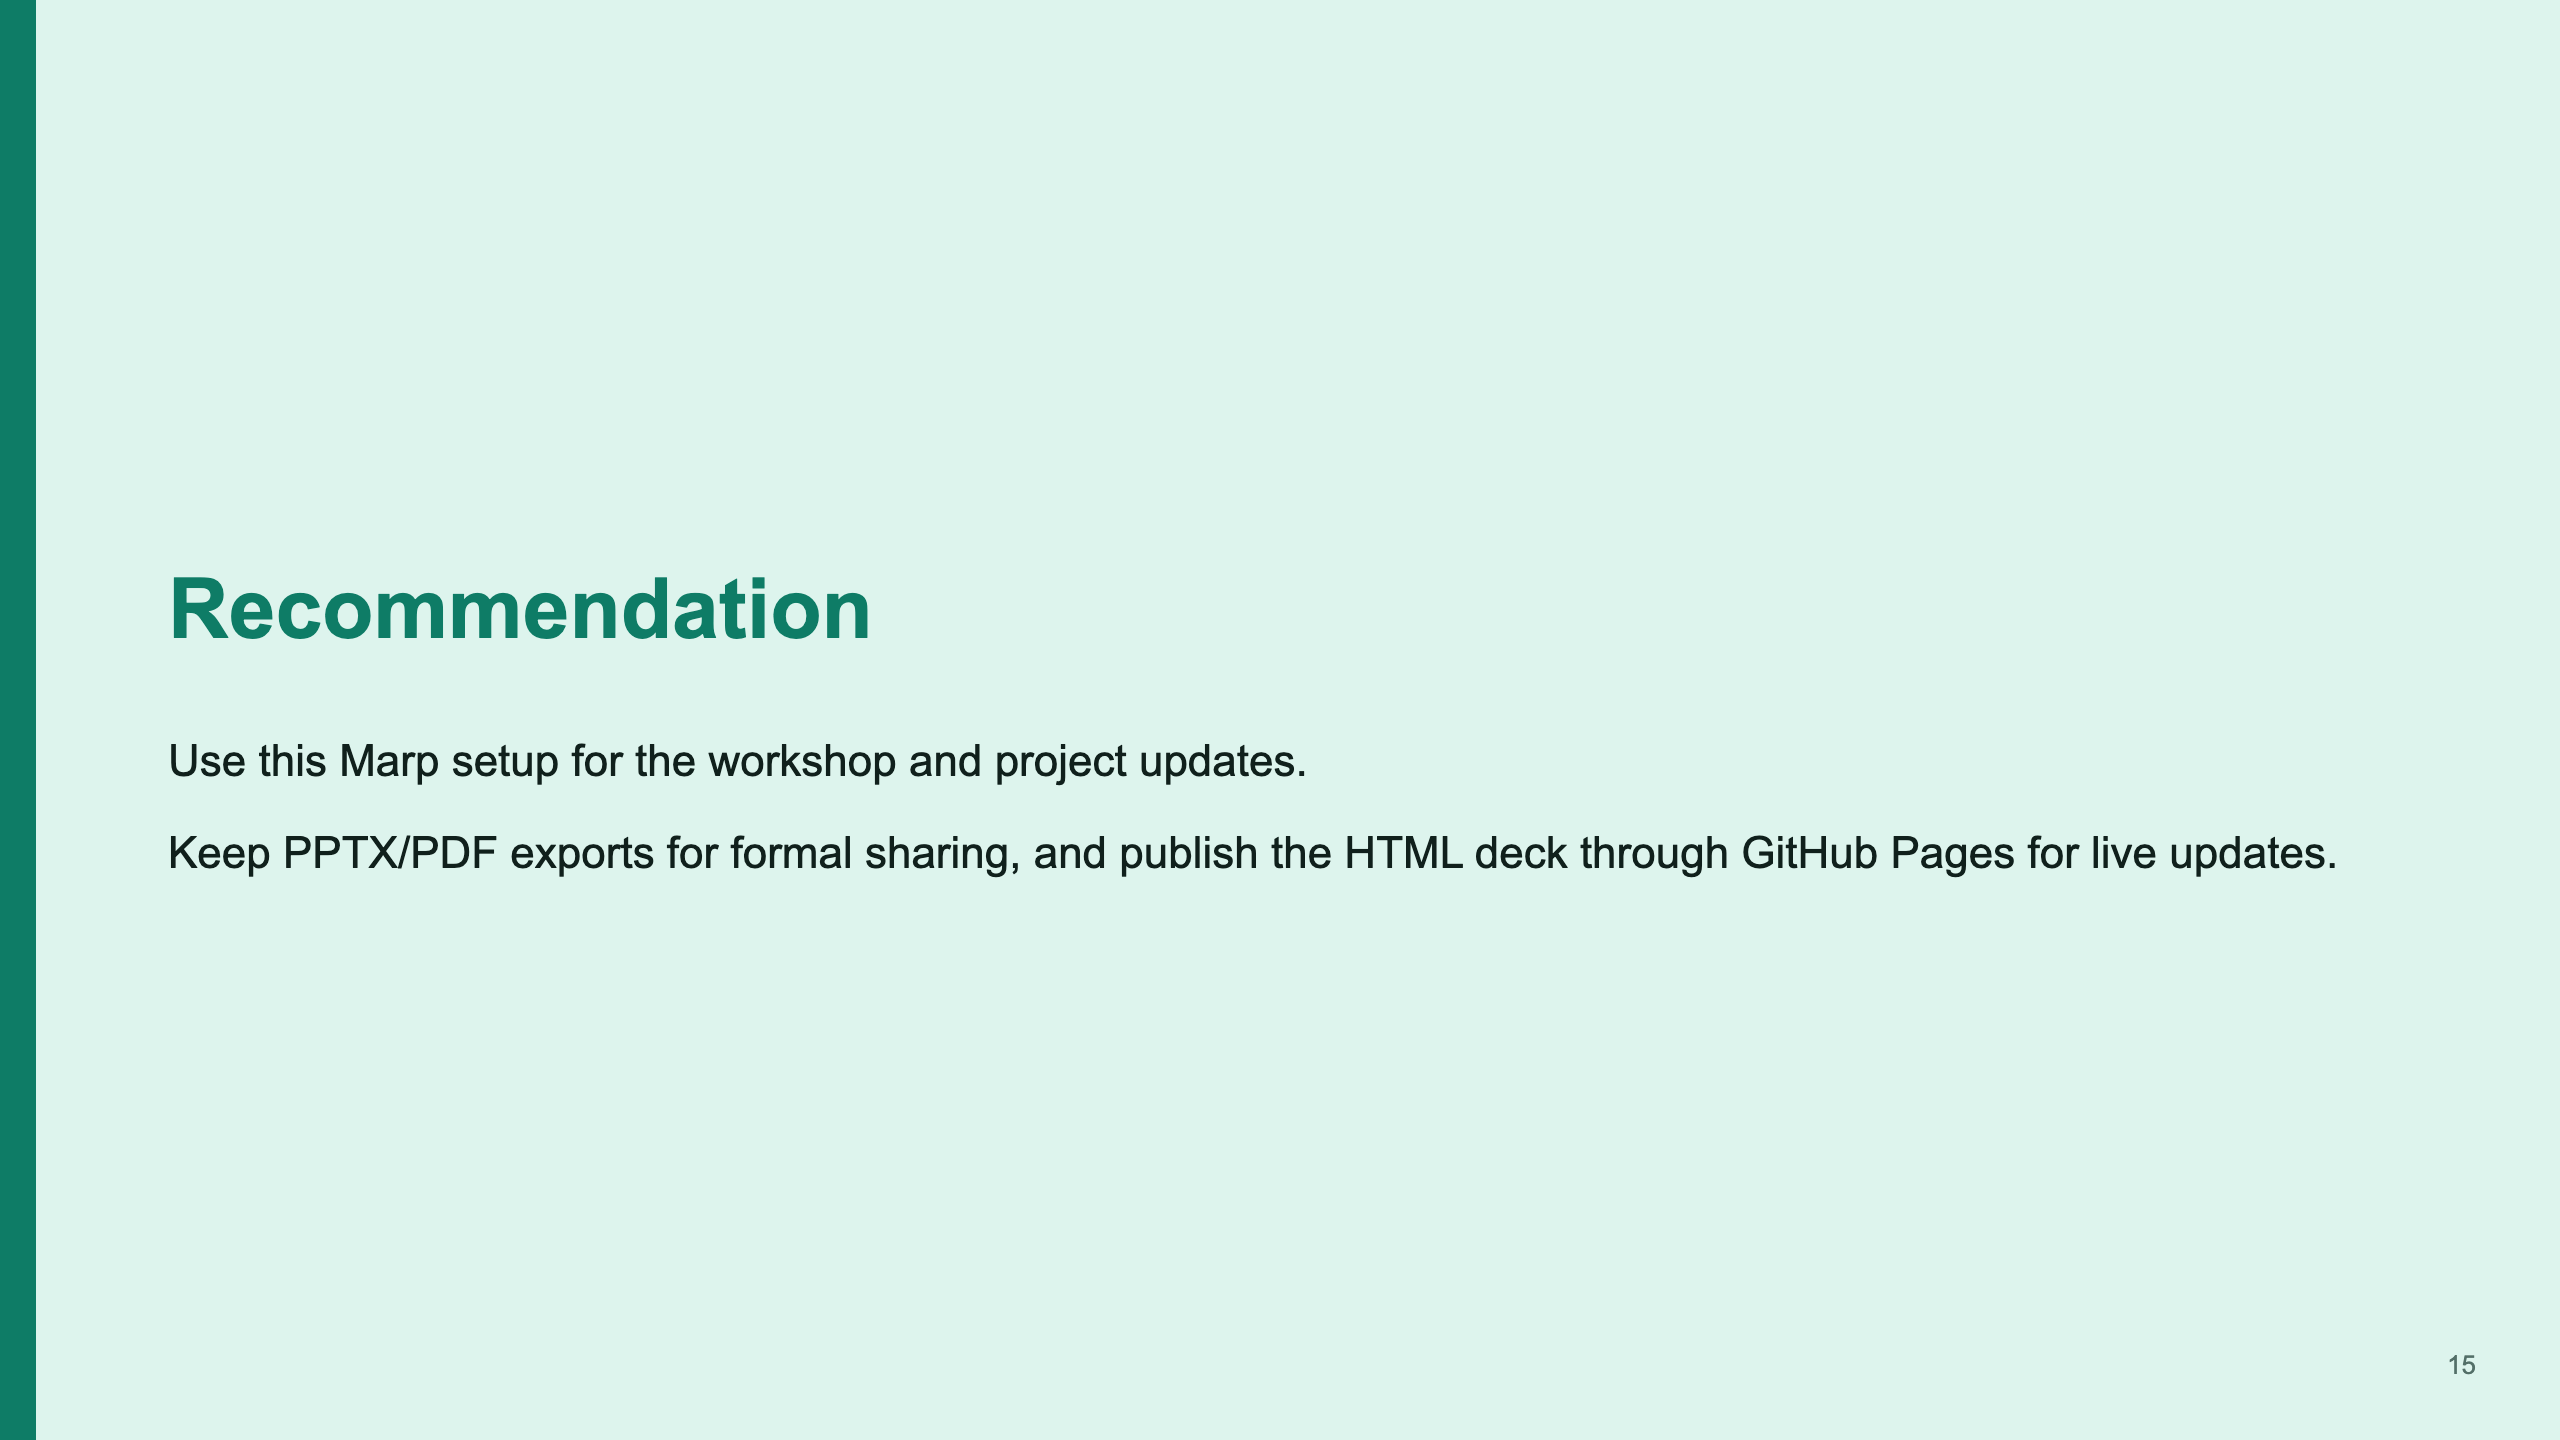 Recommendation
Use this Marp setup for the workshop and project updates.
Keep PPTX/PDF exports for formal sharing, and publish the HTML deck through GitHub Pages for live updates.
15